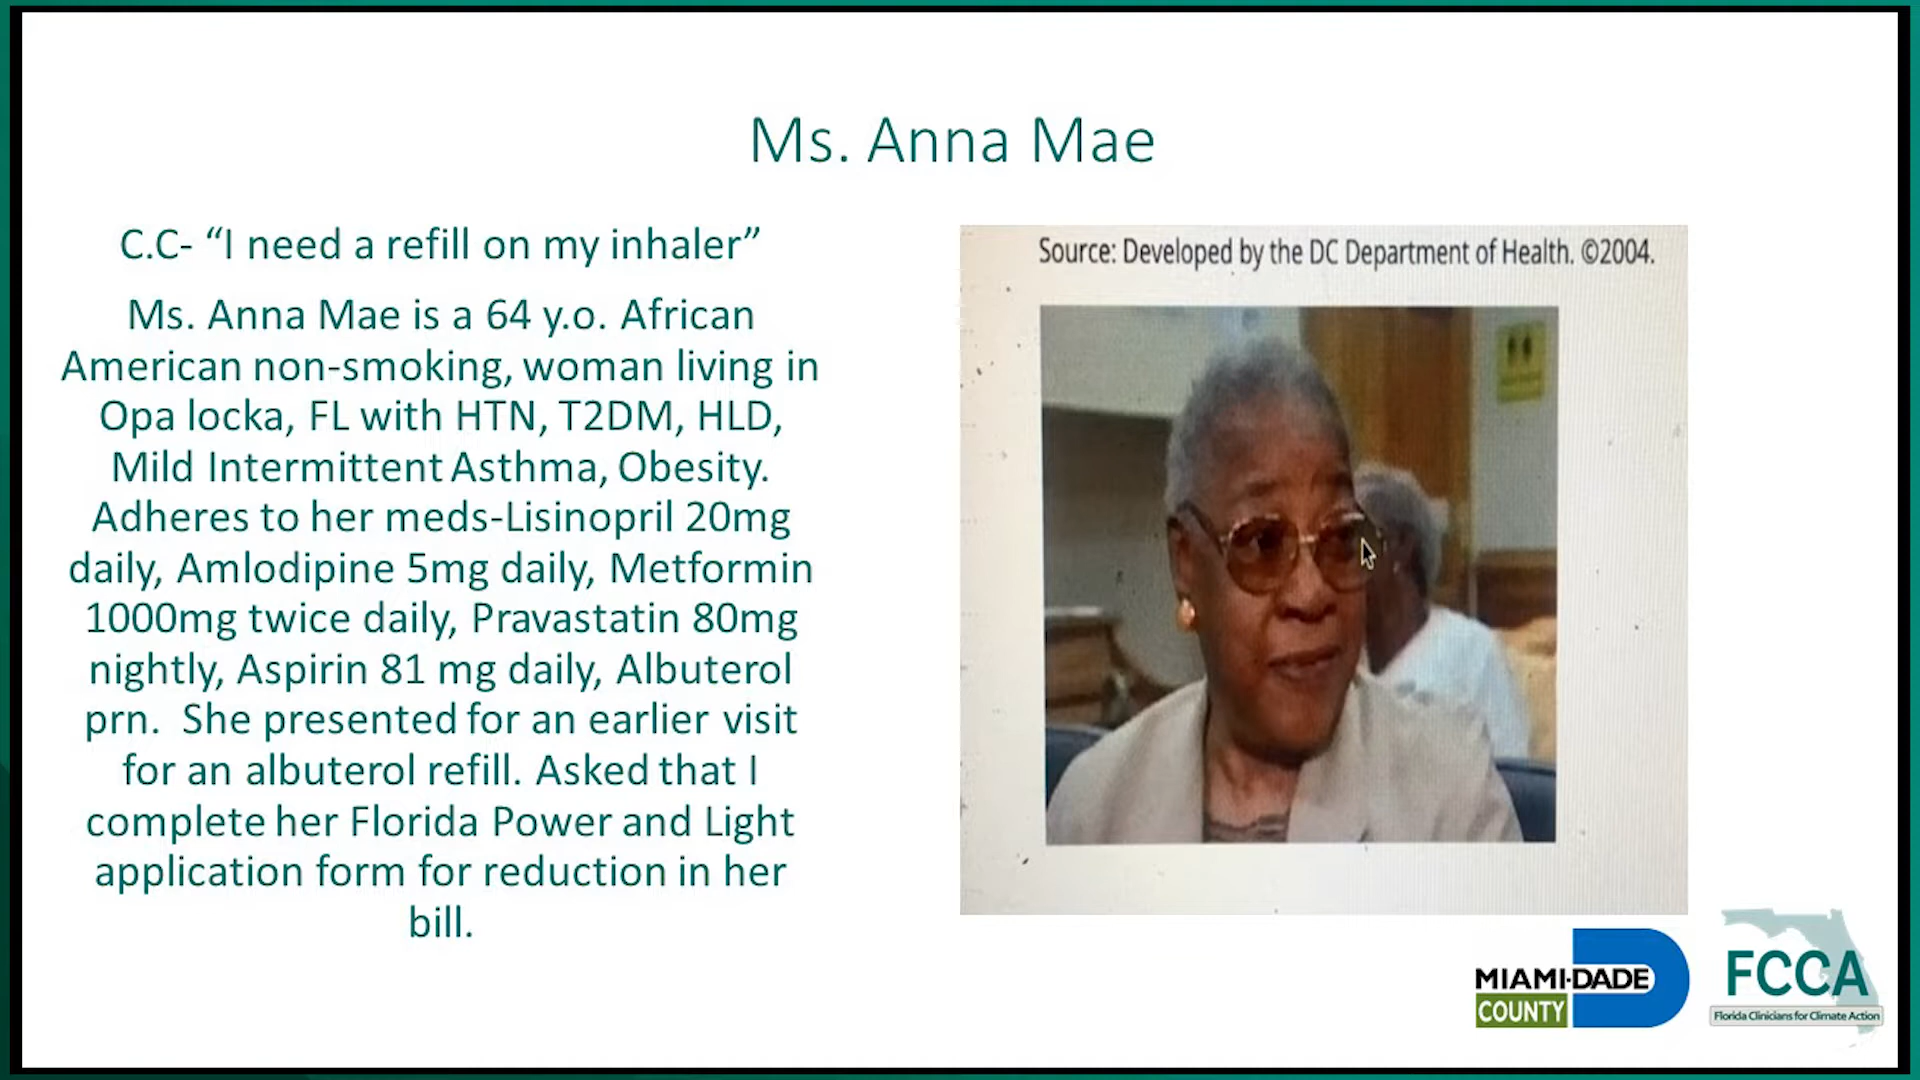 Ms. Anna Mae
C.C- “I need a refill on my inhaler”
Ms. Anna Mae is a 64 y.o. African
American non-smoking, woman living in
Opa locka, FL with HTN, T2DM, HLD,
Mild Intermittent Asthma, Obesity.
Adheres to her meds-Lisinopril 20mg
daily, Amlodipine 5mg daily, Metformin
1000mg twice daily, Pravastatin 80mg
nightly, Aspirin 81 mg daily, Albuterol
prn.  She presented for an earlier visit
for an albuterol refill. Asked that I
complete her Florida Power and Light
application form for reduction in her
bill.
Source: Developed by the DC Department of Health. ©2004.
MIAMI-DADE
COUNTY
FCCA
Florida Clinicians for Climate Action